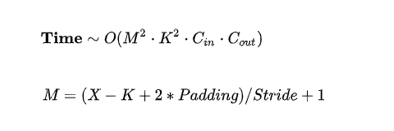 Time ∼ O(M² · K² · C_in · C_out)
M = (X − K + 2 ∗ Padding)/Stride + 1